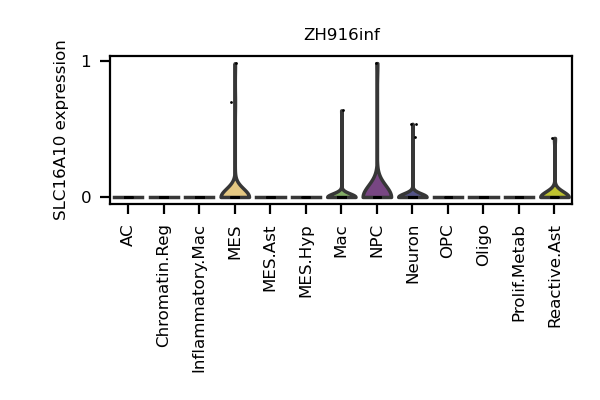 ZH916inf
SLC16A10 expression
1
0
AC
Chromatin.Reg
Inflammatory.Mac
MES
MES.Ast
MES.Hyp
Mac
NPC
Neuron
OPC
Oligo
Prolif.Metab
Reactive.Ast